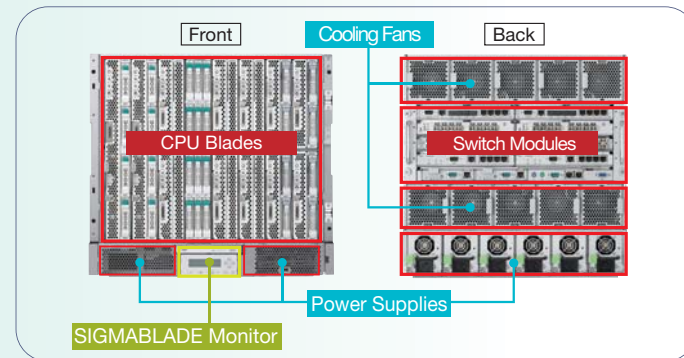 Front
Cooling Fans
Back
CPU Blades
Switch Modules
Power Supplies
SIGMABLADE Monitor